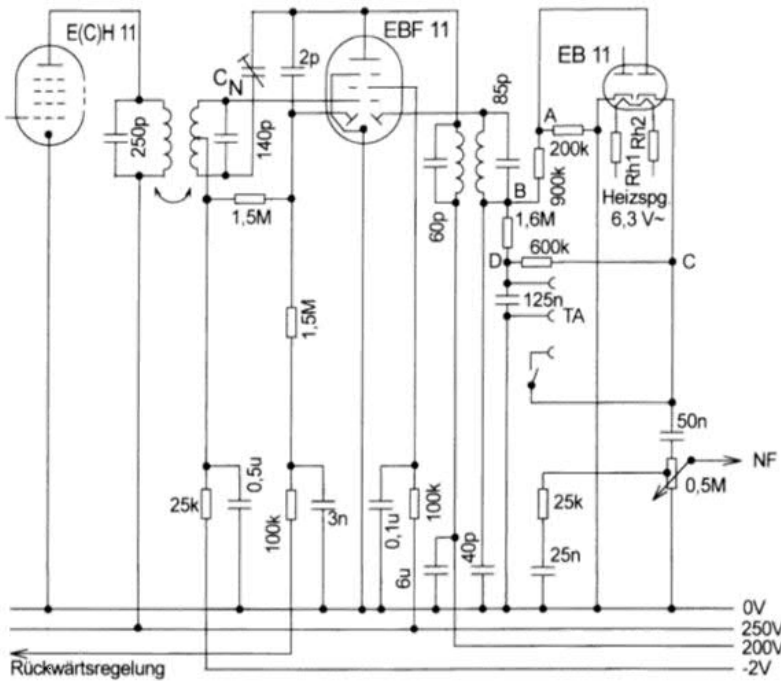 E(C)H 11
EBF 11
EB 11
2p
C_N
250p
140p
85p
60p
A
200k
900k
Rh1
Rh2
Heizspg.
6,3 V~
B
1,6M
D
600k
C
125n
TA
1,5M
1,5M
50n
NF
0,5M
25k
0,5u
100k
3n
0,1u
100k
6u
40p
25k
25n
0V
250V
200V
-2V
Rückwärtsregelung